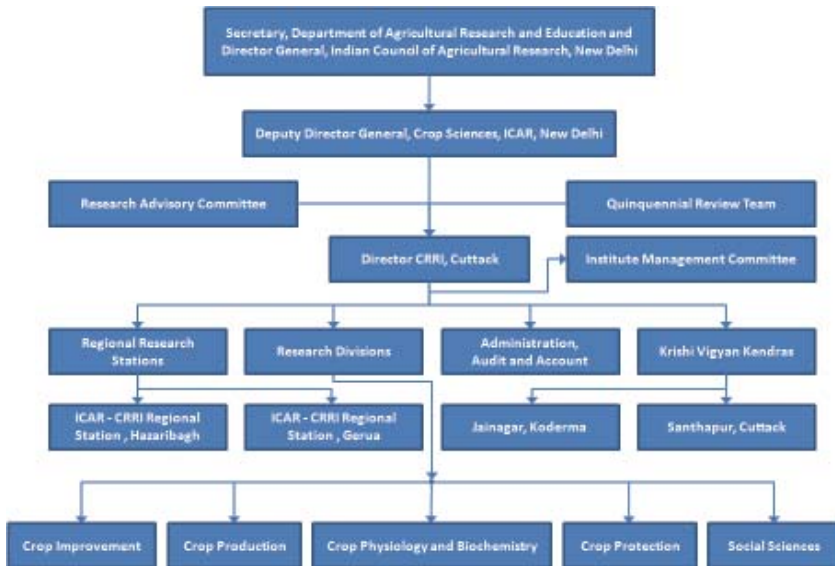 Secretary, Department of Agricultural Research and Education and
Director General, Indian Council of Agricultural Research, New Delhi
Deputy Director General, Crop Sciences, ICAR, New Delhi
Research Advisory Committee
Quinquennial Review Team
Director CRRI, Cuttack
Institute Management Committee
Regional Research
Stations
Research Divisions
Administration,
Audit and Account
Krishi Vigyan Kendras
ICAR - CRRI Regional
Station , Hazaribagh
ICAR - CRRI Regional
Station , Gerua
Jainagar, Koderma
Santhapur, Cuttack
Crop Improvement
Crop Production
Crop Physiology and Biochemistry
Crop Protection
Social Sciences